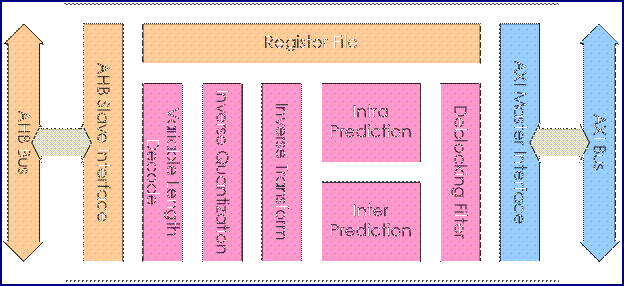 Register File
AHB Bus
AHB Slave Interface
Variable Length
Decode
Inverse Quantization
Inverse Transform
Intra
Prediction
Inter
Prediction
Deblocking Filter
AXI Master Interface
AXI Bus